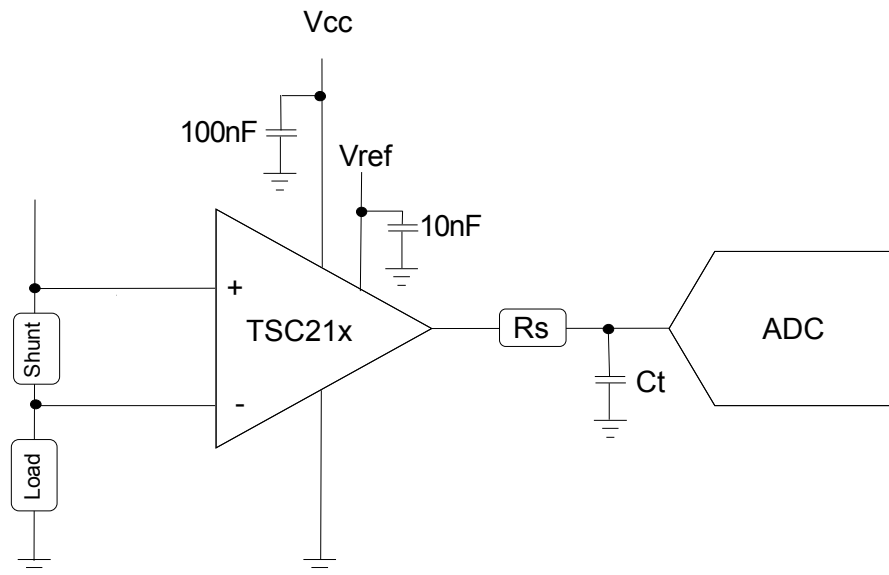 Vcc
100nF
Vref
10nF
+
TSC21x
Rs
ADC
Shunt
-
Ct
Load